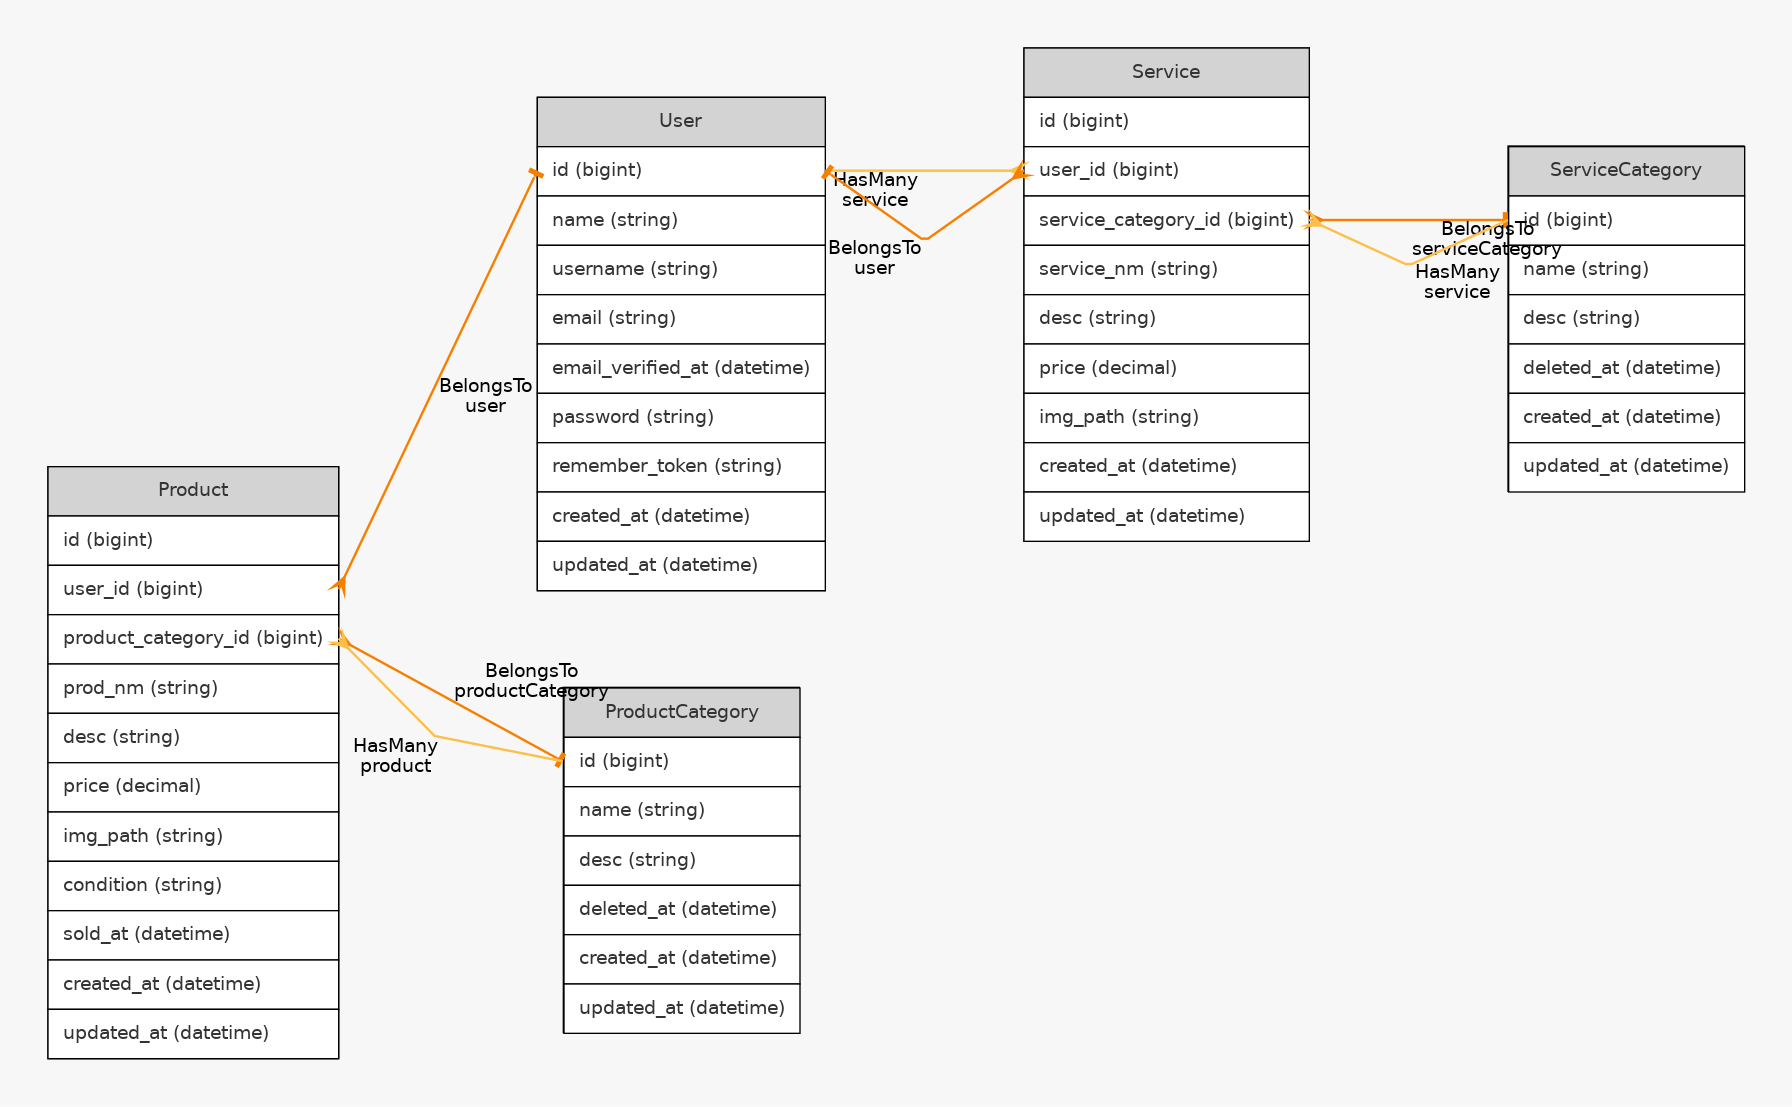 Service
id (bigint)
user_id (bigint)
service_category_id (bigint)
service_nm (string)
desc (string)
price (decimal)
img_path (string)
created_at (datetime)
updated_at (datetime)
User
id (bigint)
name (string)
username (string)
email (string)
email_verified_at (datetime)
password (string)
remember_token (string)
created_at (datetime)
updated_at (datetime)
HasMany
service
BelongsTo
user
ServiceCategory
id (bigint)
name (string)
desc (string)
deleted_at (datetime)
created_at (datetime)
updated_at (datetime)
BelongsTo
serviceCategory
HasMany
service
BelongsTo
user
Product
id (bigint)
user_id (bigint)
product_category_id (bigint)
prod_nm (string)
desc (string)
price (decimal)
img_path (string)
condition (string)
sold_at (datetime)
created_at (datetime)
updated_at (datetime)
BelongsTo
productCategory
HasMany
product
ProductCategory
id (bigint)
name (string)
desc (string)
deleted_at (datetime)
created_at (datetime)
updated_at (datetime)